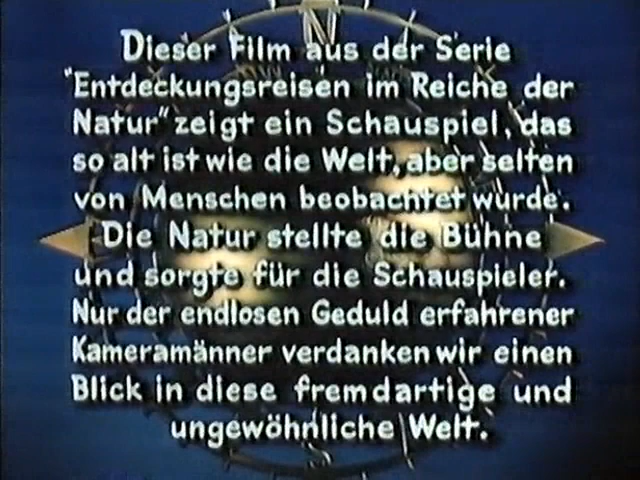 N
Dieser Film aus der Serie
"Entdeckungsreisen im Reiche der
Natur" zeigt ein Schauspiel, das
so alt ist wie die Welt, aber selten
von Menschen beobachtet wurde.
Die Natur stellte die Bühne
und sorgte für die Schauspieler.
Nur der endlosen Geduld erfahrener
Kameramänner verdanken wir einen
Blick in diese fremdartige und
ungewöhnliche Welt.
S